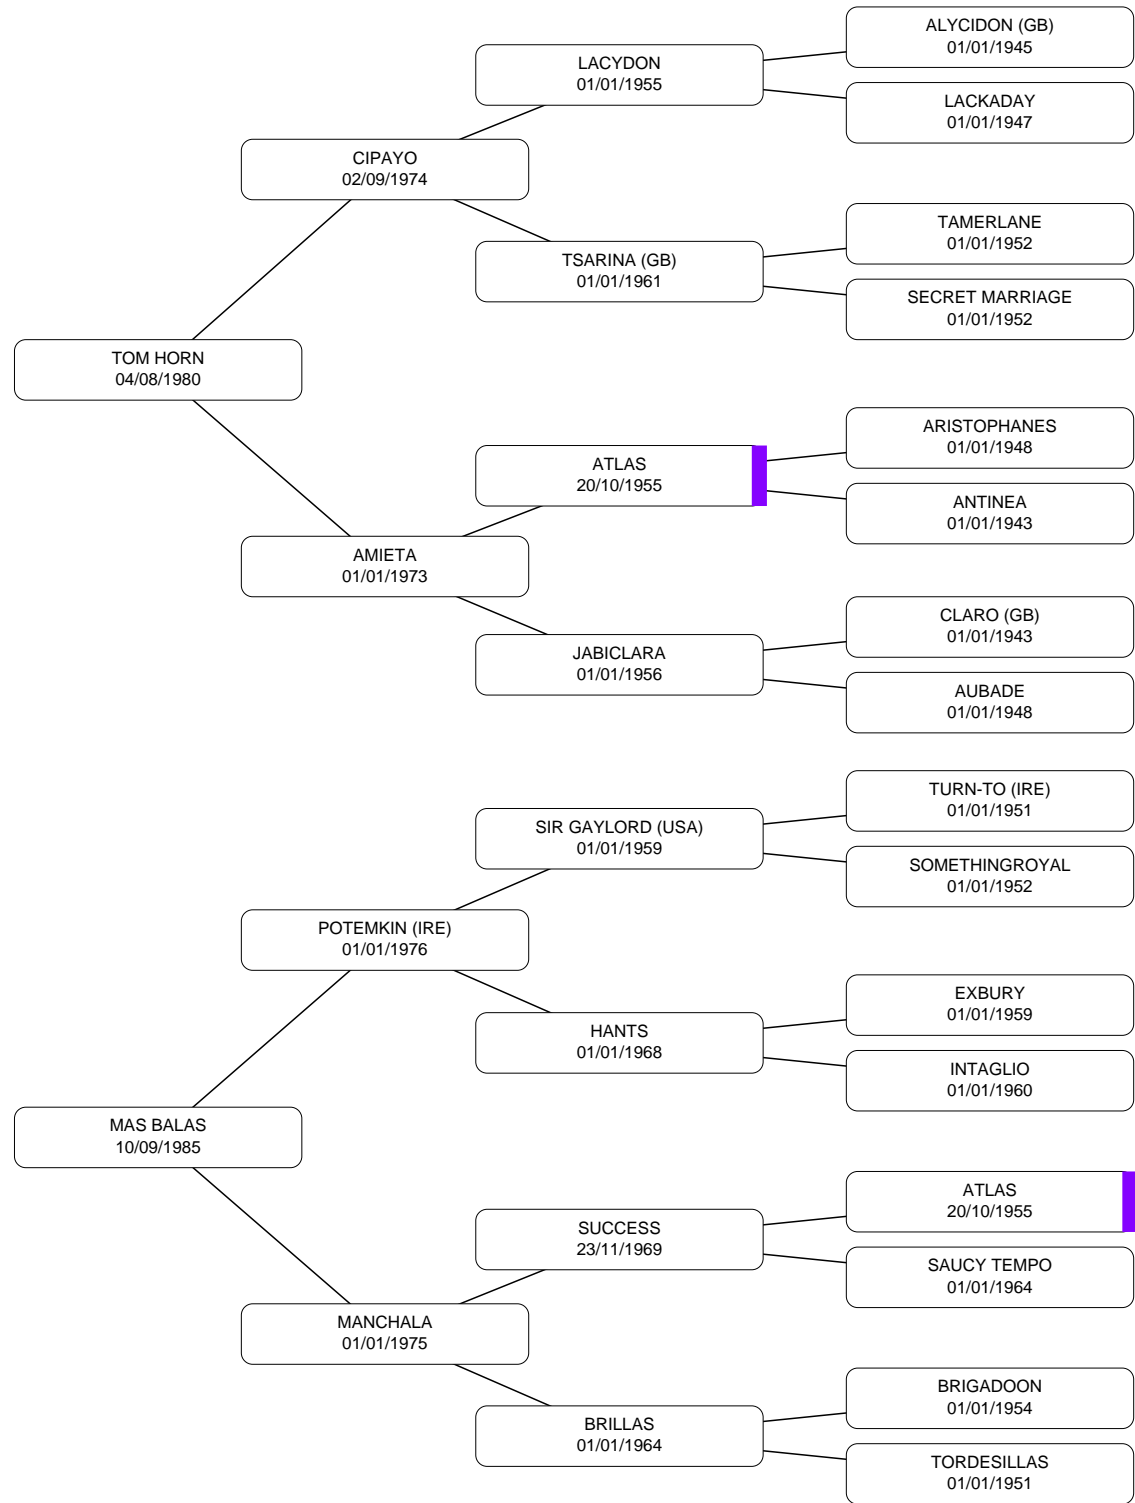 ALYCIDON (GB)
01/01/1945
LACYDON
01/01/1955
LACKADAY
01/01/1947
CIPAYO
02/09/1974
TAMERLANE
01/01/1952
TSARINA (GB)
01/01/1961
SECRET MARRIAGE
01/01/1952
TOM HORN
04/08/1980
ARISTOPHANES
01/01/1948
ATLAS
20/10/1955
ANTINEA
01/01/1943
AMIETA
01/01/1973
CLARO (GB)
01/01/1943
JABICLARA
01/01/1956
AUBADE
01/01/1948
TURN-TO (IRE)
01/01/1951
SIR GAYLORD (USA)
01/01/1959
SOMETHINGROYAL
01/01/1952
POTEMKIN (IRE)
01/01/1976
EXBURY
01/01/1959
HANTS
01/01/1968
INTAGLIO
01/01/1960
MAS BALAS
10/09/1985
ATLAS
20/10/1955
SUCCESS
23/11/1969
SAUCY TEMPO
01/01/1964
MANCHALA
01/01/1975
BRIGADOON
01/01/1954
BRILLAS
01/01/1964
TORDESILLAS
01/01/1951